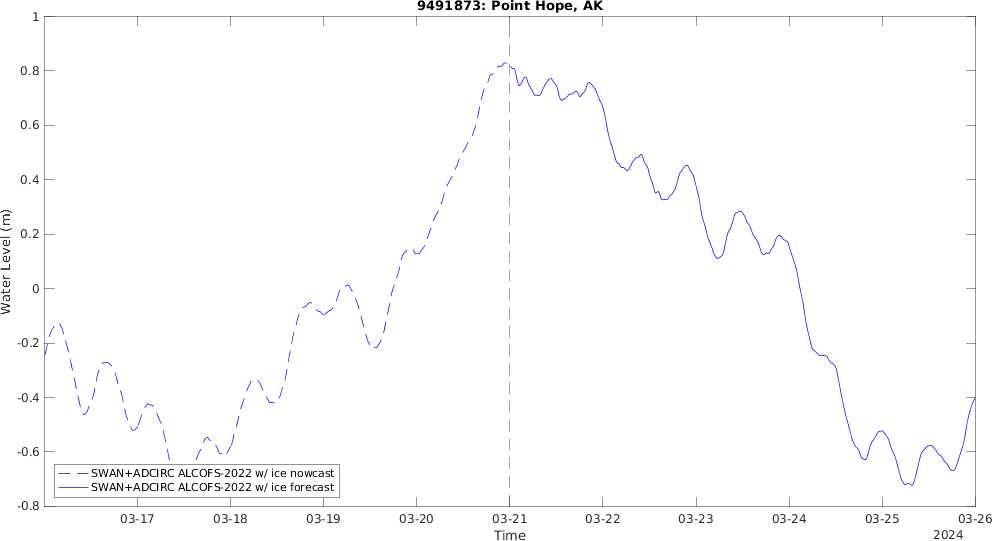 9491873: Point Hope, AK
1
0.8
0.6
0.4
0.2
0
-0.2
-0.4
-0.6
-0.8
Water Level (m)
SWAN+ADCIRC ALCOFS-2022 w/ ice nowcast
SWAN+ADCIRC ALCOFS-2022 w/ ice forecast
03-17 03-18 03-19 03-20 03-21 03-22 03-23 03-24 03-25 03-26
Time
2024